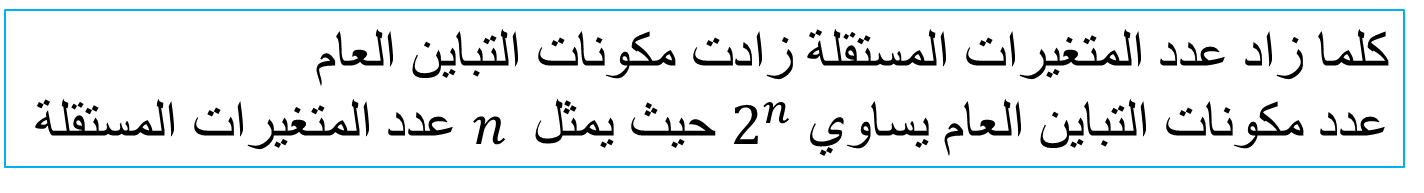 كلما زاد عدد المتغيرات المستقلة زادت مكونات التباين العام
عدد مكونات التباين العام يساوي 2ⁿ حيث يمثل n عدد المتغيرات المستقلة